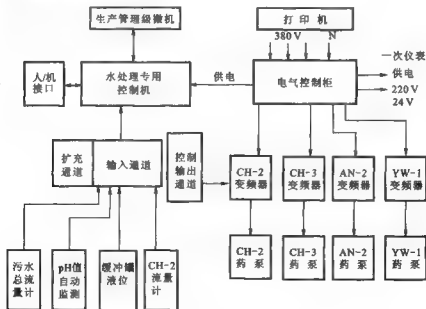 生产管理级微机
打 印 机
380V
N
人/机
接口
水处理专用
控制机
供电
电气控制柜
一次仪表
供电
220V
24V
扩充
通道
输入通道
控制
输出
通道
CH-2
变频器
CH-3
变频器
AN-2
变频器
YW-1
变频器
污水
总流
量计
pH值
自动
监测
缓冲罐
液位
CH-2
流量
计
CH-2
药 泵
CH-3
药 泵
AN-2
药 泵
YW-1
药 泵